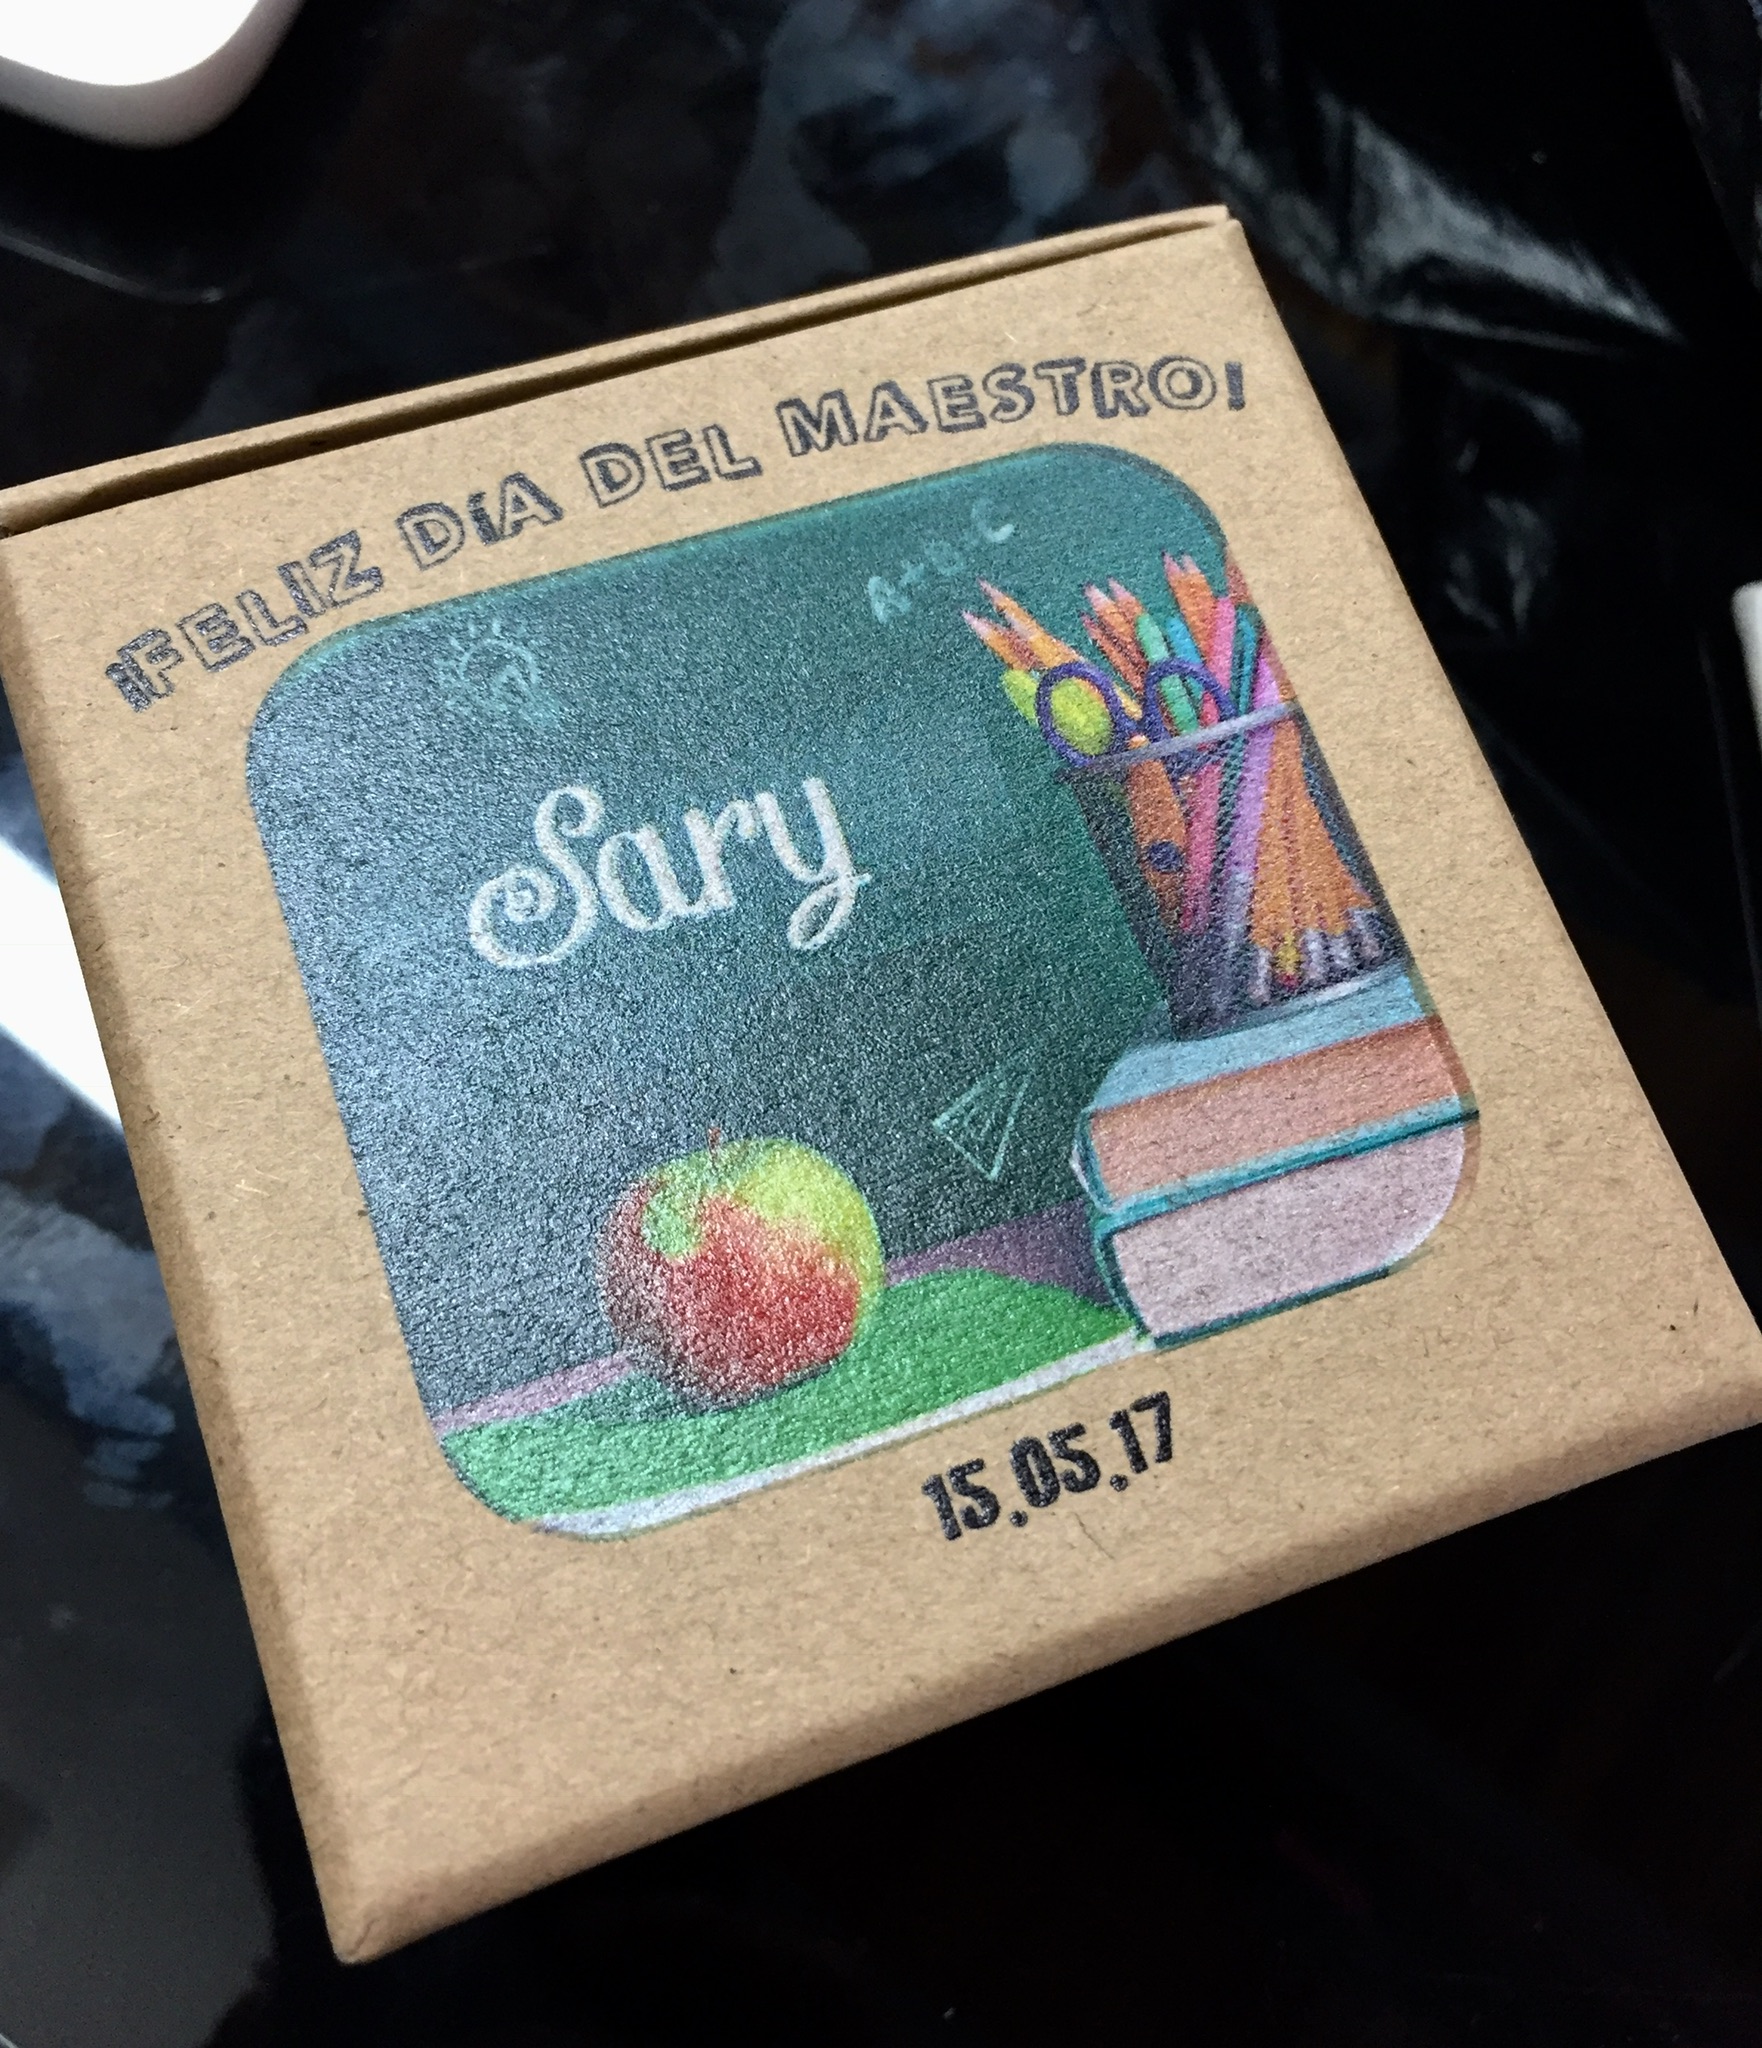 ¡FELIZ DÍA DEL MAESTRO!
A+B=C
Sary
15.05.17